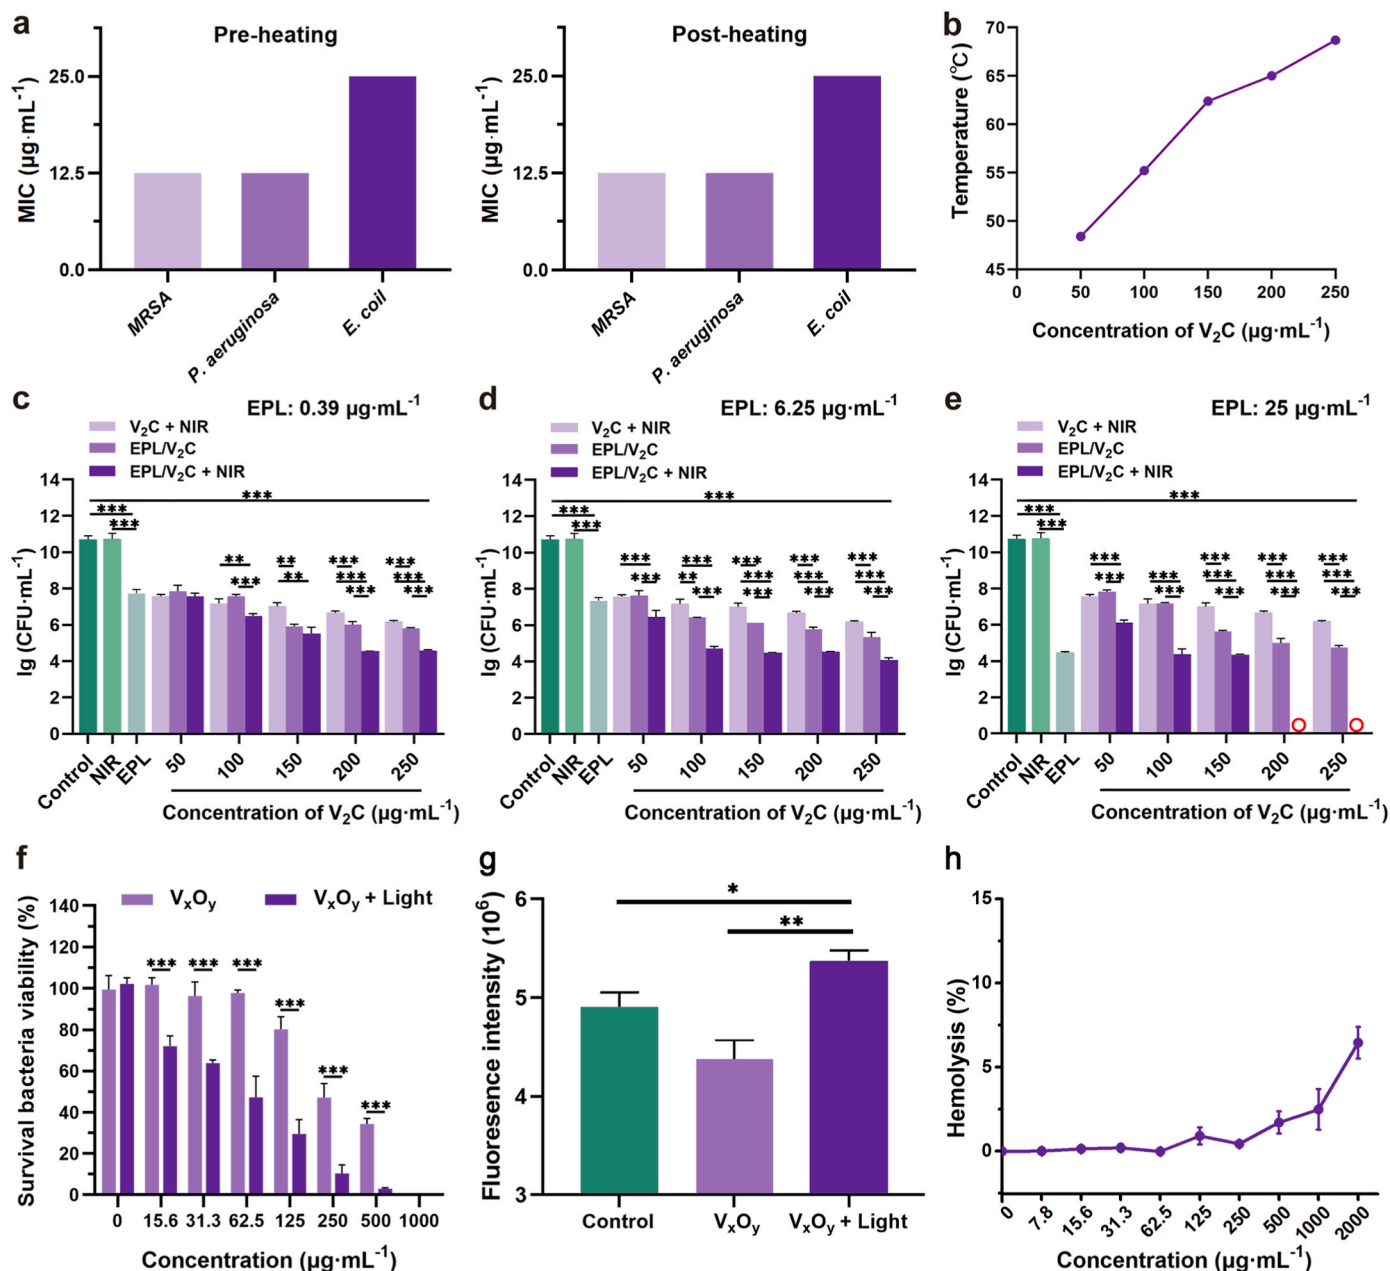 a
Pre-heating
MIC (µg·mL⁻¹)
25.0
12.5
0.0
MRSA
P. aeruginosa
E. coil
Post-heating
MIC (µg·mL⁻¹)
25.0
12.5
0.0
MRSA
P. aeruginosa
E. coil
b
Temperature (℃)
70
65
60
55
50
45
0 50 100 150 200 250
Concentration of V₂C (µg·mL⁻¹)
c
EPL: 0.39 µg·mL⁻¹
V₂C + NIR
EPL/V₂C
EPL/V₂C + NIR
lg (CFU·mL⁻¹)
14
12
10
8
6
4
2
0
***
***
***
** ** *** ***
*** ** *** ***
*** ***
Control NIR EPL 50 100 150 200 250
Concentration of V₂C (µg·mL⁻¹)
d
EPL: 6.25 µg·mL⁻¹
V₂C + NIR
EPL/V₂C
EPL/V₂C + NIR
lg (CFU·mL⁻¹)
14
12
10
8
6
4
2
0
***
***
***
*** *** *** *** ***
*** ** *** *** ***
*** *** *** ***
Control NIR EPL 50 100 150 200 250
Concentration of V₂C (µg·mL⁻¹)
e
EPL: 25 µg·mL⁻¹
V₂C + NIR
EPL/V₂C
EPL/V₂C + NIR
lg (CFU·mL⁻¹)
14
12
10
8
6
4
2
0
***
***
***
*** *** *** *** ***
*** *** *** *** ***
*** *** ***
Control NIR EPL 50 100 150 200 250
Concentration of V₂C (µg·mL⁻¹)
f
VₓOᵧ VₓOᵧ + Light
Survival bacteria viability (%)
140
120
100
80
60
40
20
0
*** *** *** *** *** ***
0 15.6 31.3 62.5 125 250 500 1000
Concentration (µg·mL⁻¹)
g
Fluoresence intensity (10⁶)
6
5
4
3
*
**
Control VₓOᵧ VₓOᵧ + Light
h
Hemolysis (%)
15
10
5
0
0 7.8 15.6 31.3 62.5 125 250 500 1000 2000
Concentration (µg·mL⁻¹)